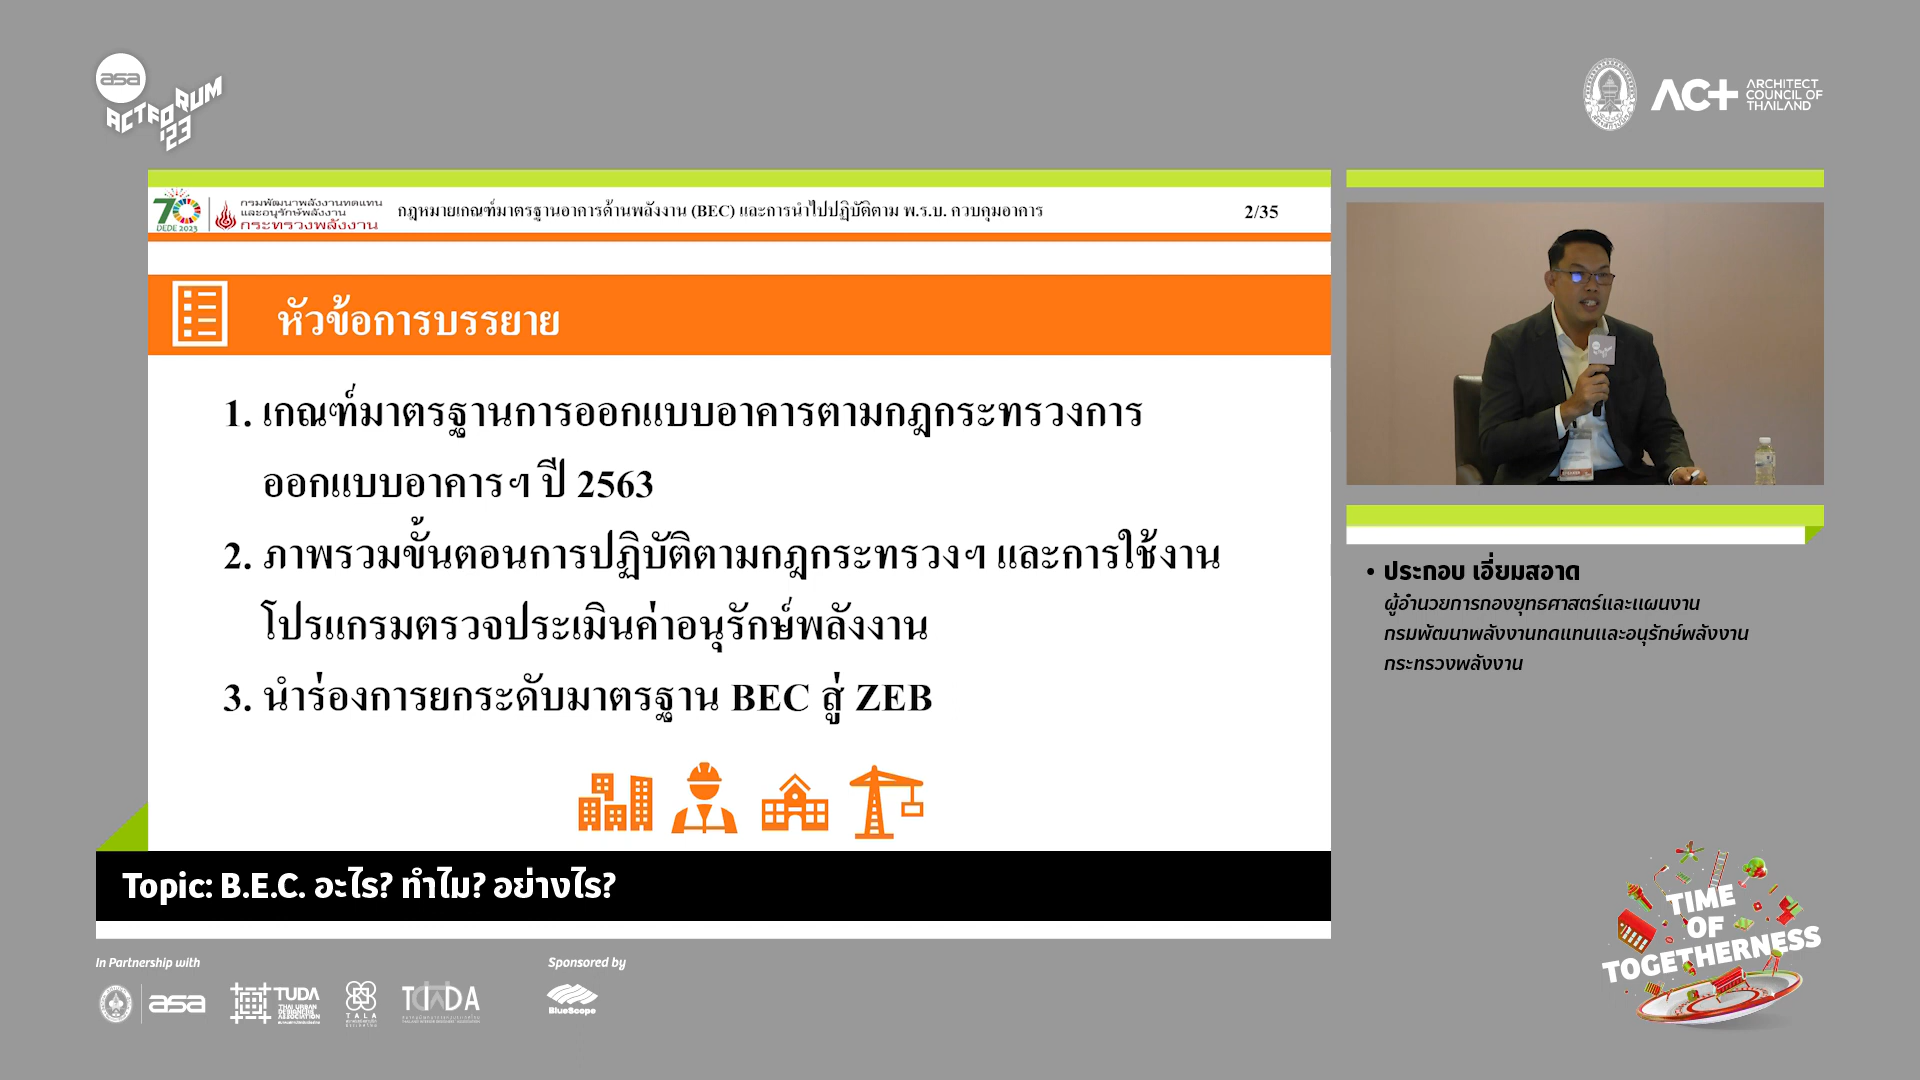 asa
ACTFORUM
'23
ACT
ARCHITECT
COUNCIL OF
THAILAND
70
DEDE 2023
กรมพัฒนาพลังงานทดแทน
และอนุรักษ์พลังงาน
กระทรวงพลังงาน
กฎหมายเกณฑ์มาตรฐานอาคารด้านพลังงาน (BEC) และการนำไปปฏิบัติตาม พ.ร.บ. ควบคุมอาคาร
2/35
หัวข้อการบรรยาย
1. เกณฑ์มาตรฐานการออกแบบอาคารตามกฎกระทรวงการ
ออกแบบอาคารฯ ปี 2563
2. ภาพรวมขั้นตอนการปฏิบัติตามกฎกระทรวงฯ และการใช้งาน
โปรแกรมตรวจประเมินค่าอนุรักษ์พลังงาน
3. นำร่องการยกระดับมาตรฐาน BEC สู่ ZEB
• ประกอบ เอี่ยมสอาด
ผู้อำนวยการกองยุทธศาสตร์และแผนงาน
กรมพัฒนาพลังงานทดแทนและอนุรักษ์พลังงาน
กระทรวงพลังงาน
Topic: B.E.C. อะไร? ทำไม? อย่างไร?
TIME
OF
TOGETHERNESS
In Partnership with
Sponsored by
asa
TUDA
THAI URBAN
DESIGNERS
ASSOCIATION
TALA
TIDA
BlueScope